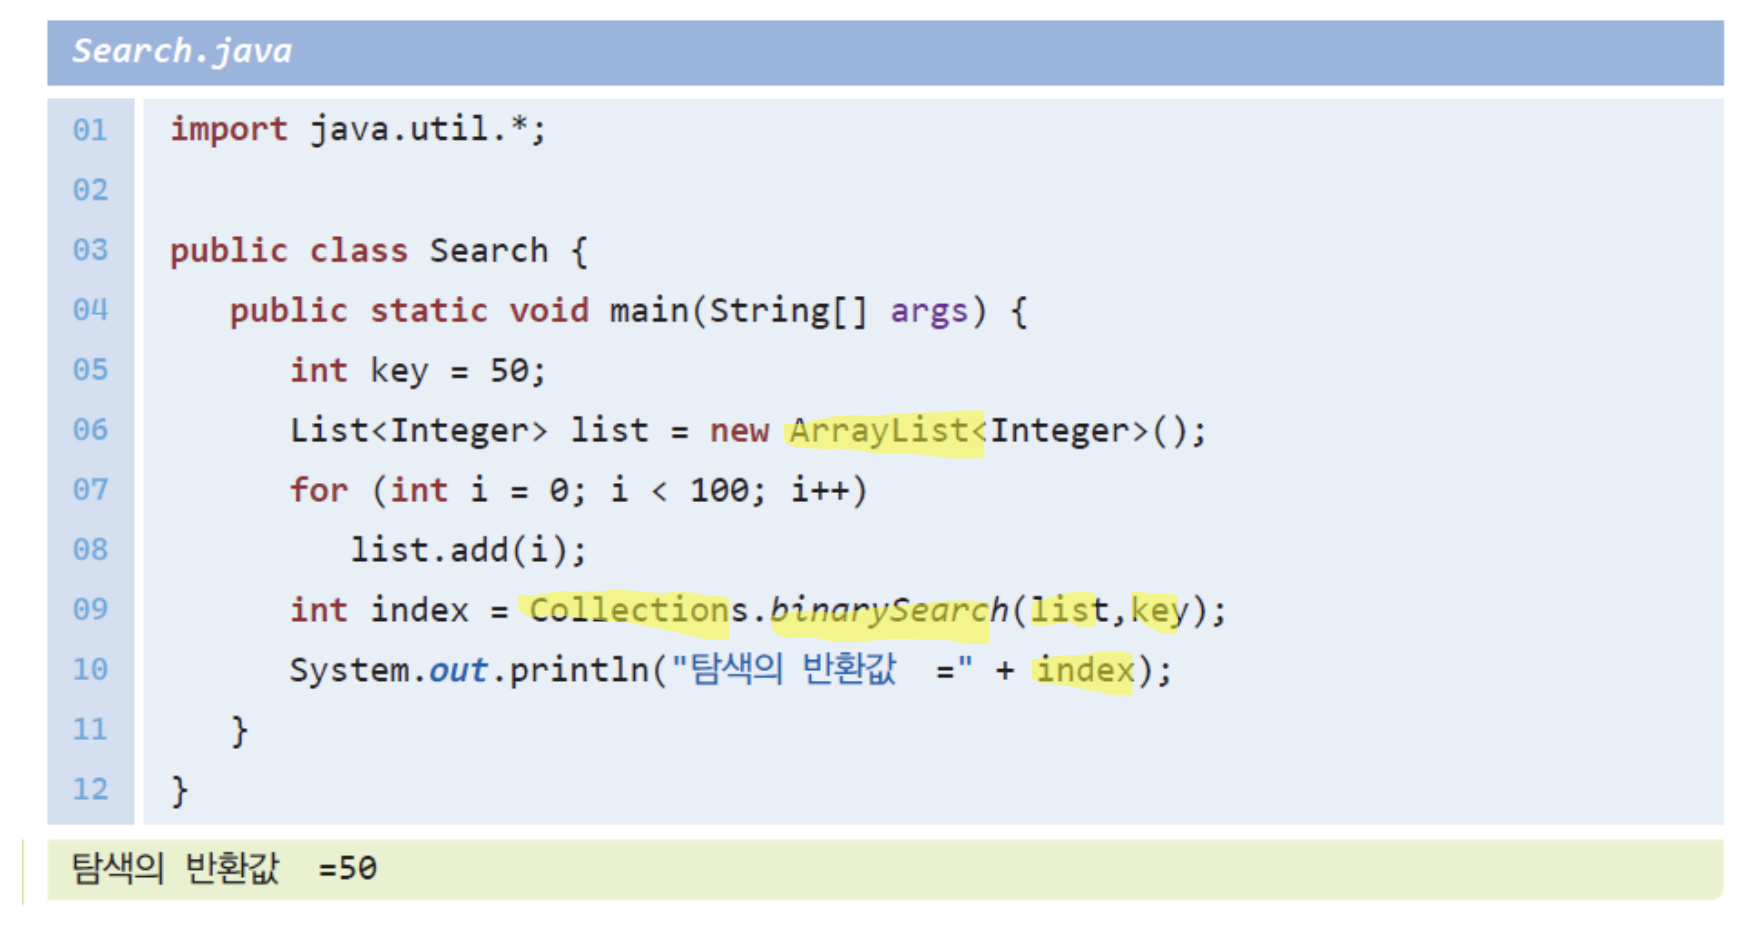 Search.java
01 import java.util.*;
02
03 public class Search {
04 public static void main(String[] args) {
05 int key = 50;
06 List<Integer> list = new ArrayList<Integer>();
07 for (int i = 0; i < 100; i++)
08 list.add(i);
09 int index = Collections.binarySearch(list,key);
10 System.out.println("탐색의 반환값  =" + index);
11 }
12 }
탐색의 반환값  =50